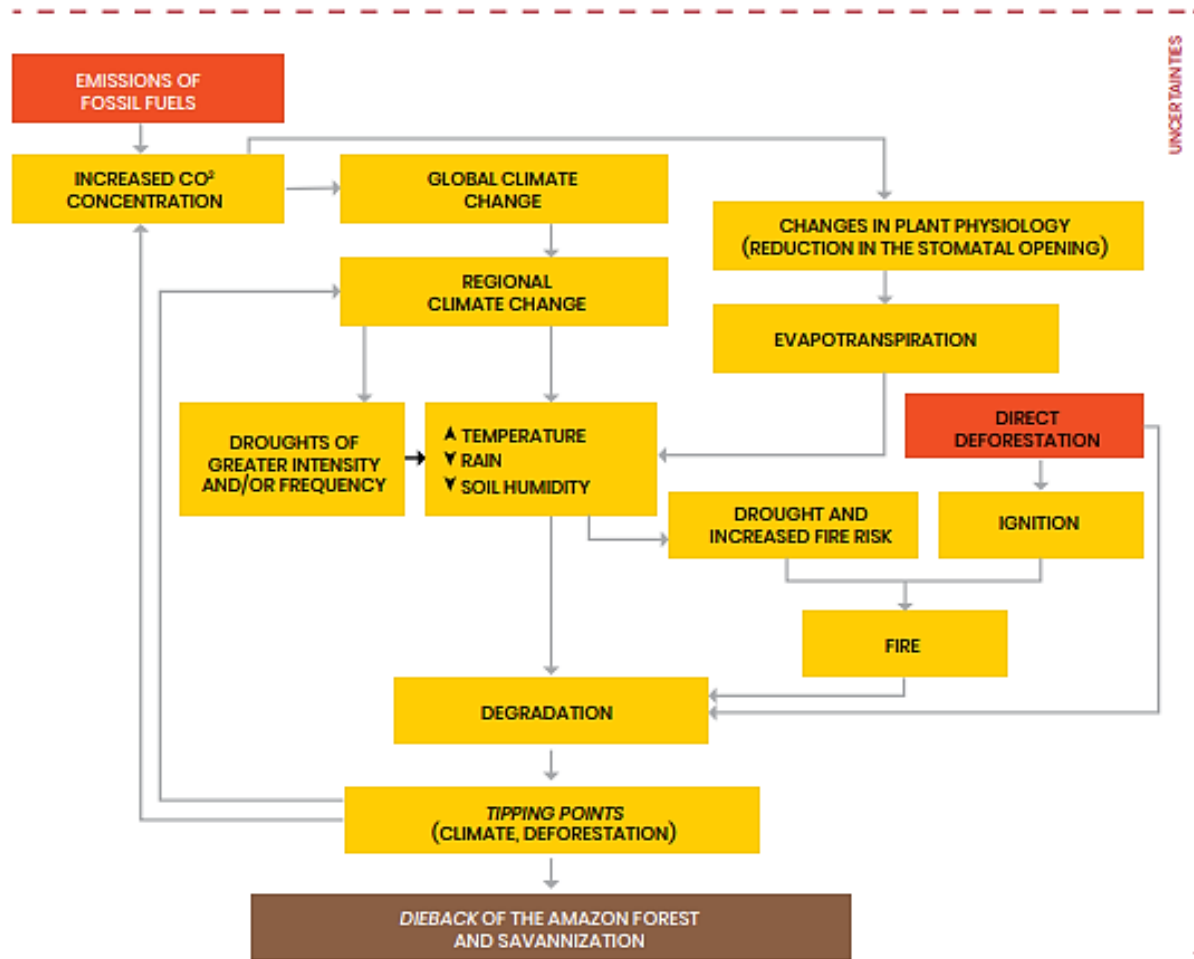 UNCERTAINTIES
EMISSIONS OF
FOSSIL FUELS
INCREASED CO²
CONCENTRATION
GLOBAL CLIMATE
CHANGE
CHANGES IN PLANT PHYSIOLOGY
(REDUCTION IN THE STOMATAL OPENING)
REGIONAL
CLIMATE CHANGE
EVAPOTRANSPIRATION
DIRECT
DEFORESTATION
DROUGHTS OF
GREATER INTENSITY
AND/OR FREQUENCY
TEMPERATURE
RAIN
SOIL HUMIDITY
DROUGHT AND
INCREASED FIRE RISK
IGNITION
FIRE
DEGRADATION
TIPPING POINTS
(CLIMATE, DEFORESTATION)
DIEBACK OF THE AMAZON FOREST
AND SAVANNIZATION